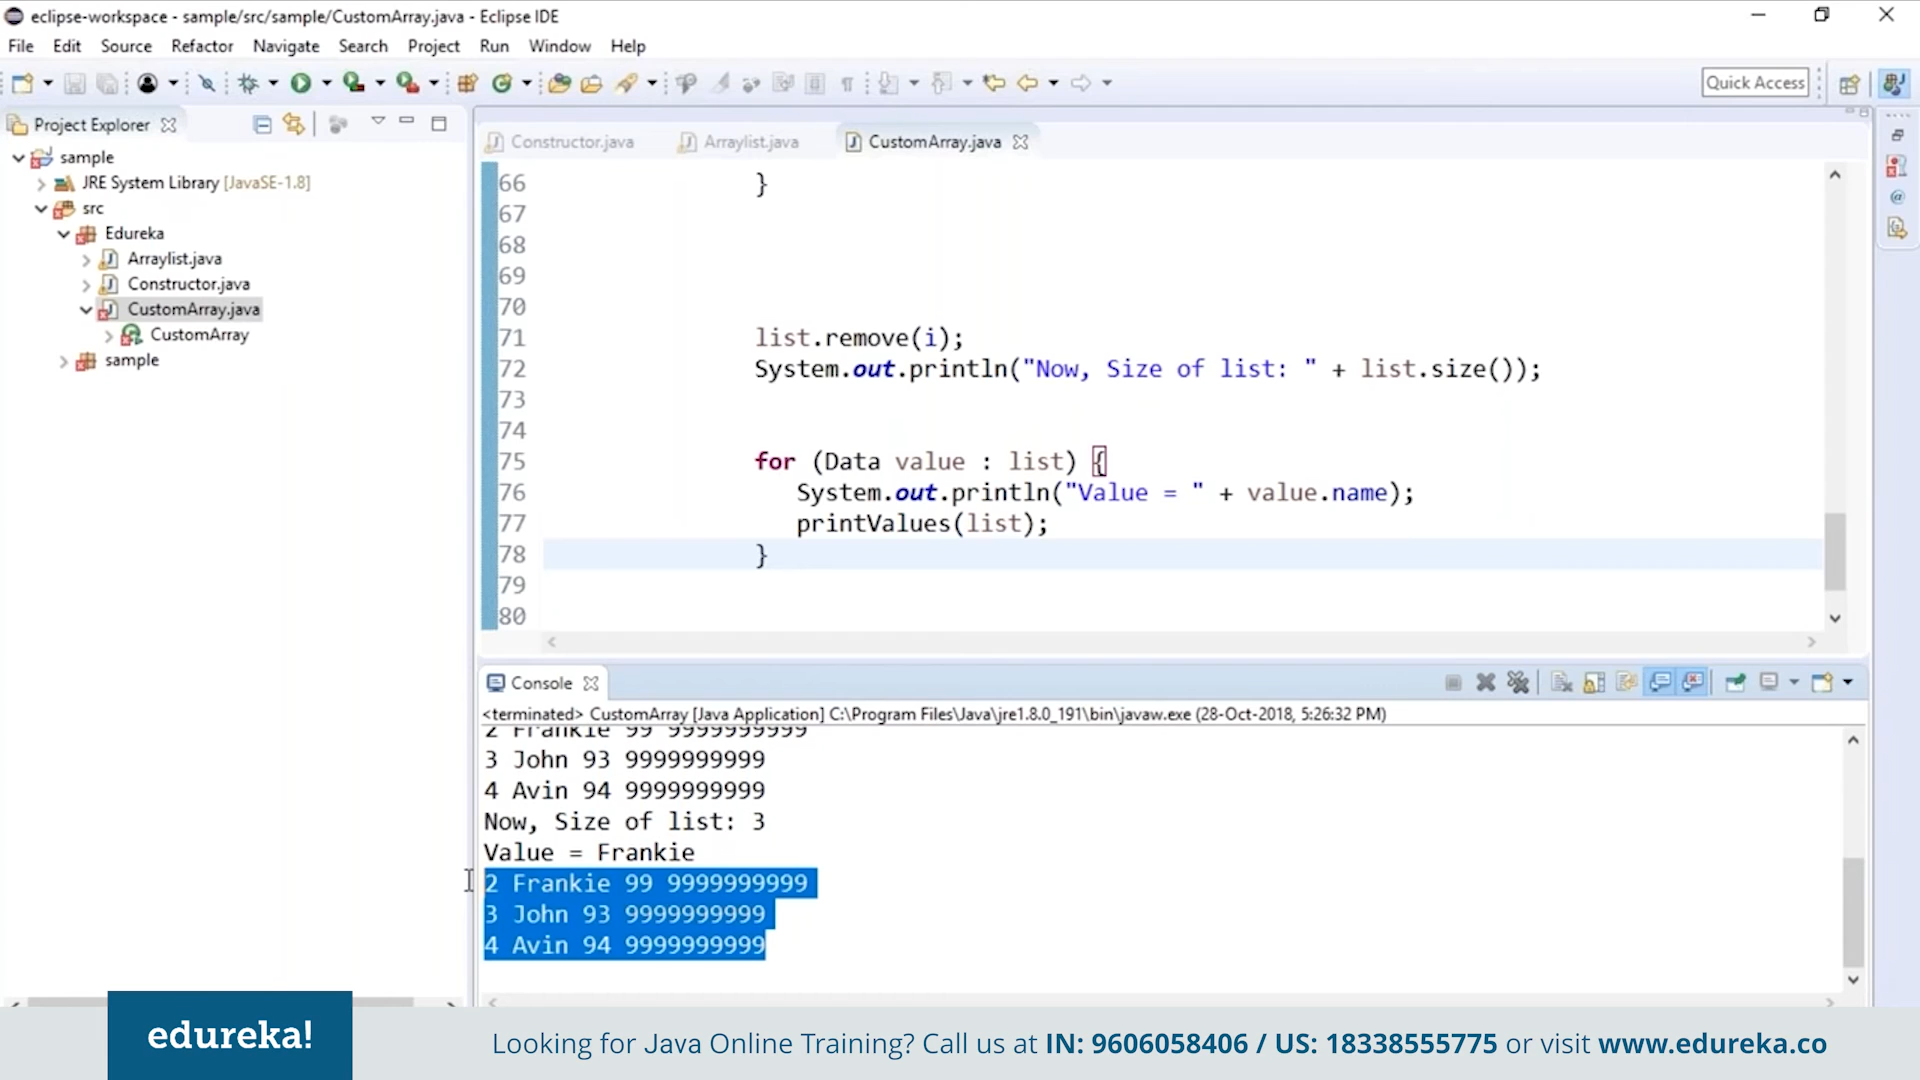 eclipse-workspace - sample/src/sample/CustomArray.java - Eclipse IDE
File Edit Source Refactor Navigate Search Project Run Window Help
Quick Access
Project Explorer
sample
JRE System Library [JavaSE-1.8]
src
Edureka
Arraylist.java
Constructor.java
CustomArray.java
CustomArray
sample
Constructor.java Arraylist.java CustomArray.java
66 }
67
68
69
70
71 list.remove(i);
72 System.out.println("Now, Size of list: " + list.size());
73
74
75 for (Data value : list) {
76 System.out.println("Value = " + value.name);
77 printValues(list);
78 }
79
80
Console
<terminated> CustomArray [Java Application] C:\Program Files\Java\jre1.8.0_191\bin\javaw.exe (28-Oct-2018, 5:26:32 PM)
2 Frankie 99 9999999999
3 John 93 9999999999
4 Avin 94 9999999999
Now, Size of list: 3
Value = Frankie
2 Frankie 99 9999999999
3 John 93 9999999999
4 Avin 94 9999999999
edureka!
Looking for Java Online Training? Call us at IN: 9606058406 / US: 18338555775 or visit www.edureka.co